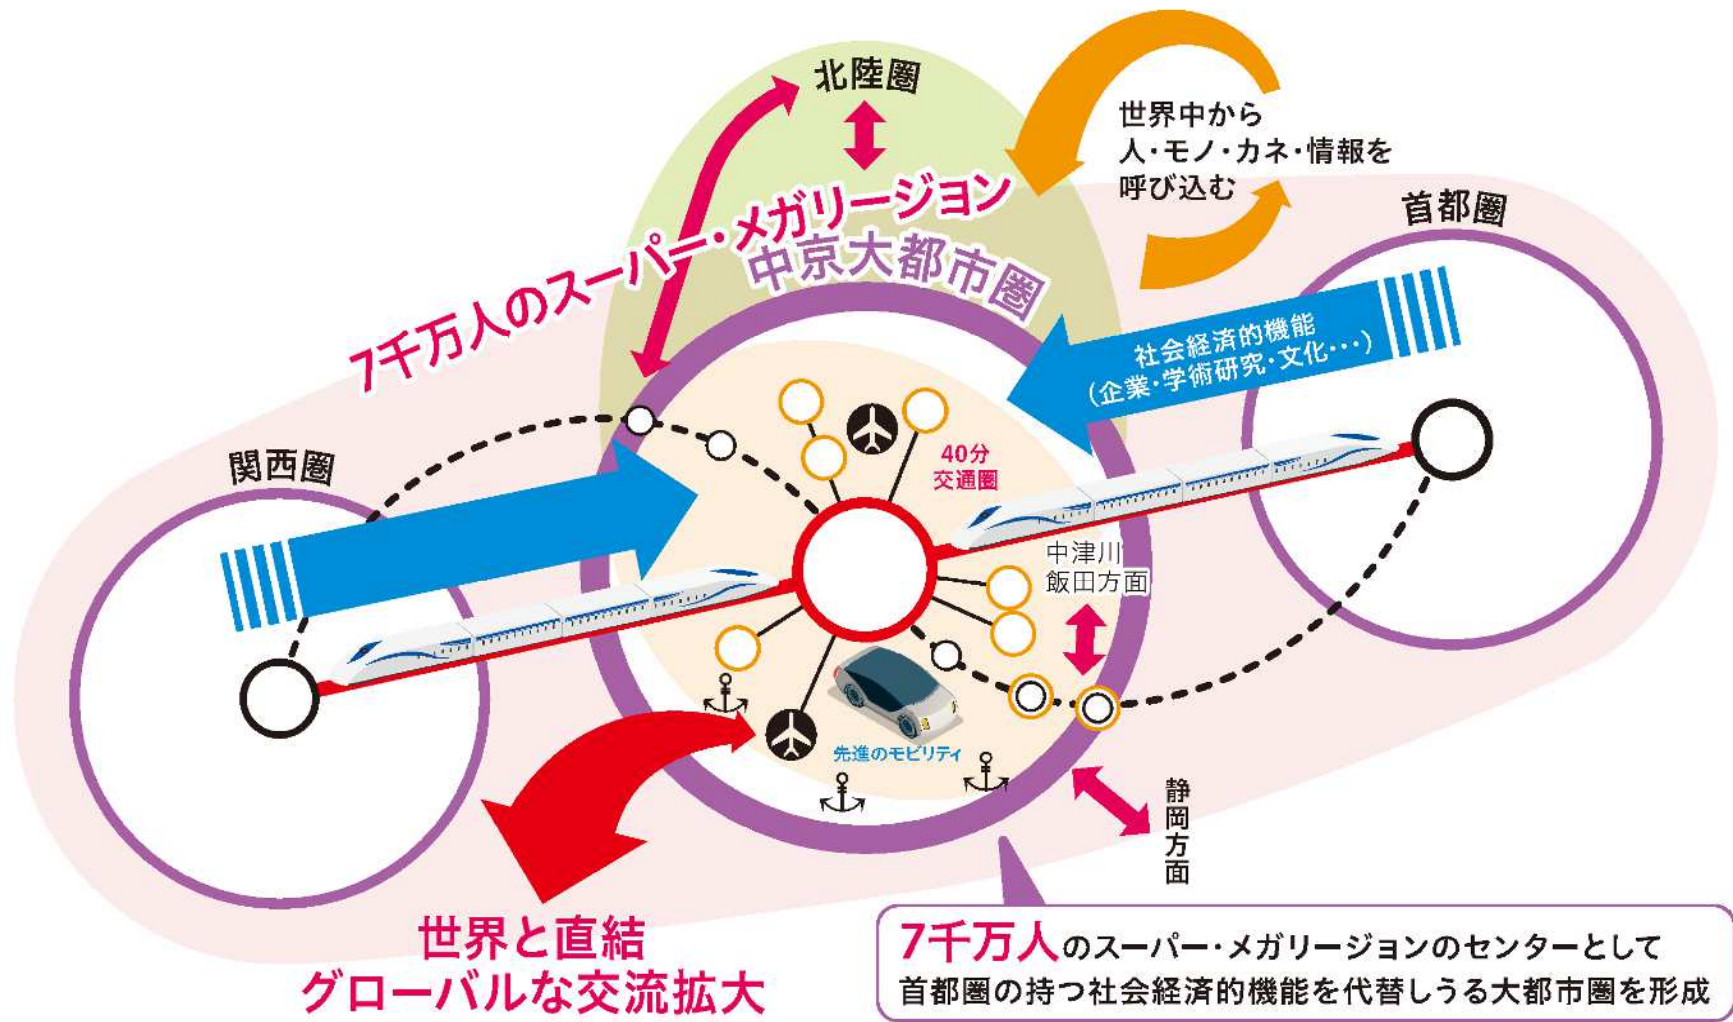 北陸圏
世界中から
人・モノ・カネ・情報を
呼び込む
首都圏
7千万人のスーパー・メガリージョン
中京大都市圏
社会経済的機能
（企業・学術研究・文化・・・）
関西圏
40分
交通圏
中津川
飯田方面
先進のモビリティ
静岡方面
世界と直結
グローバルな交流拡大
7千万人のスーパー・メガリージョンのセンターとして
首都圏の持つ社会経済的機能を代替しうる大都市圏を形成